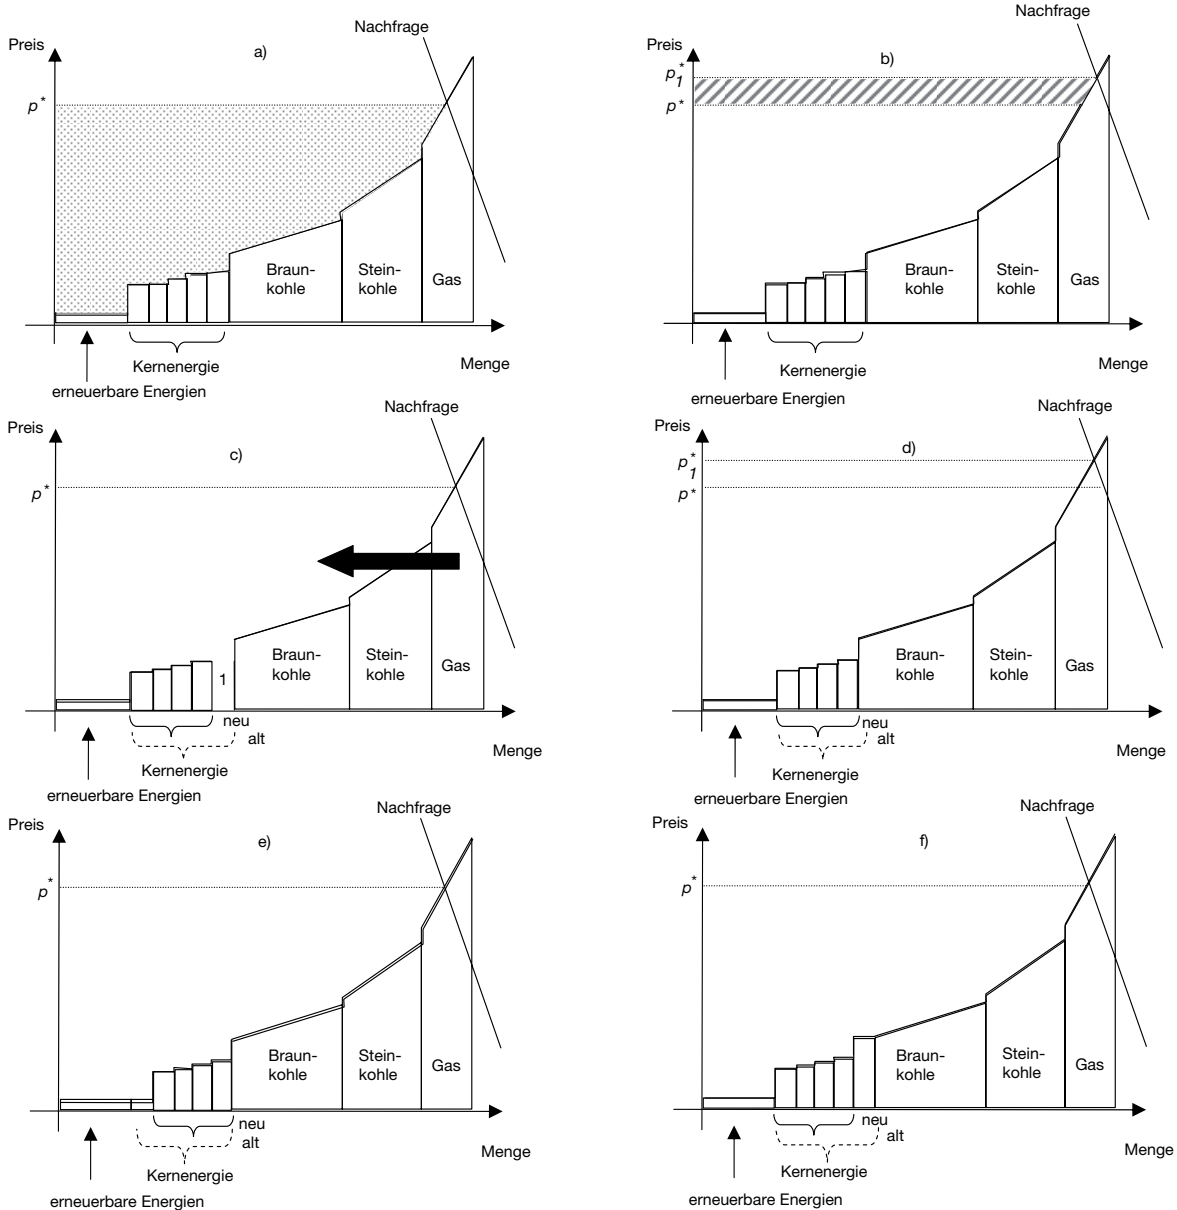 Nachfrage
Preis
a)
p*
Braun-
kohle
Stein-
kohle
Gas
Kernenergie
Menge
erneuerbare Energien
Nachfrage
Preis
b)
p1*
p*
Braun-
kohle
Stein-
kohle
Gas
Kernenergie
Menge
erneuerbare Energien
Nachfrage
Preis
c)
p*
Braun-
kohle
Stein-
kohle
Gas
1
neu
alt
Menge
Kernenergie
erneuerbare Energien
Nachfrage
Preis
d)
p1*
p*
Braun-
kohle
Stein-
kohle
Gas
neu
alt
Menge
Kernenergie
erneuerbare Energien
Nachfrage
Preis
e)
p*
Braun-
kohle
Stein-
kohle
Gas
neu
alt
Menge
Kernenergie
erneuerbare Energien
Nachfrage
Preis
f)
p*
Braun-
kohle
Stein-
kohle
Gas
neu
alt
Menge
Kernenergie
erneuerbare Energien